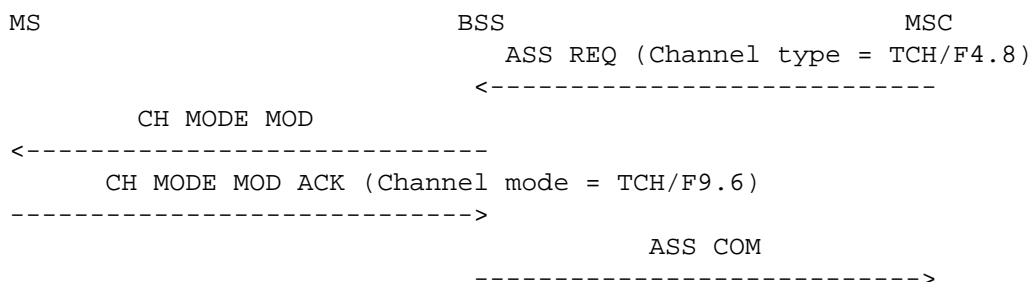 MS BSS MSC
ASS REQ (Channel type = TCH/F4.8)
<----------------------------
CH MODE MOD
<-----------------------------
CH MODE MOD ACK (Channel mode = TCH/F9.6)
----------------------------->
ASS COM
---------------------------->